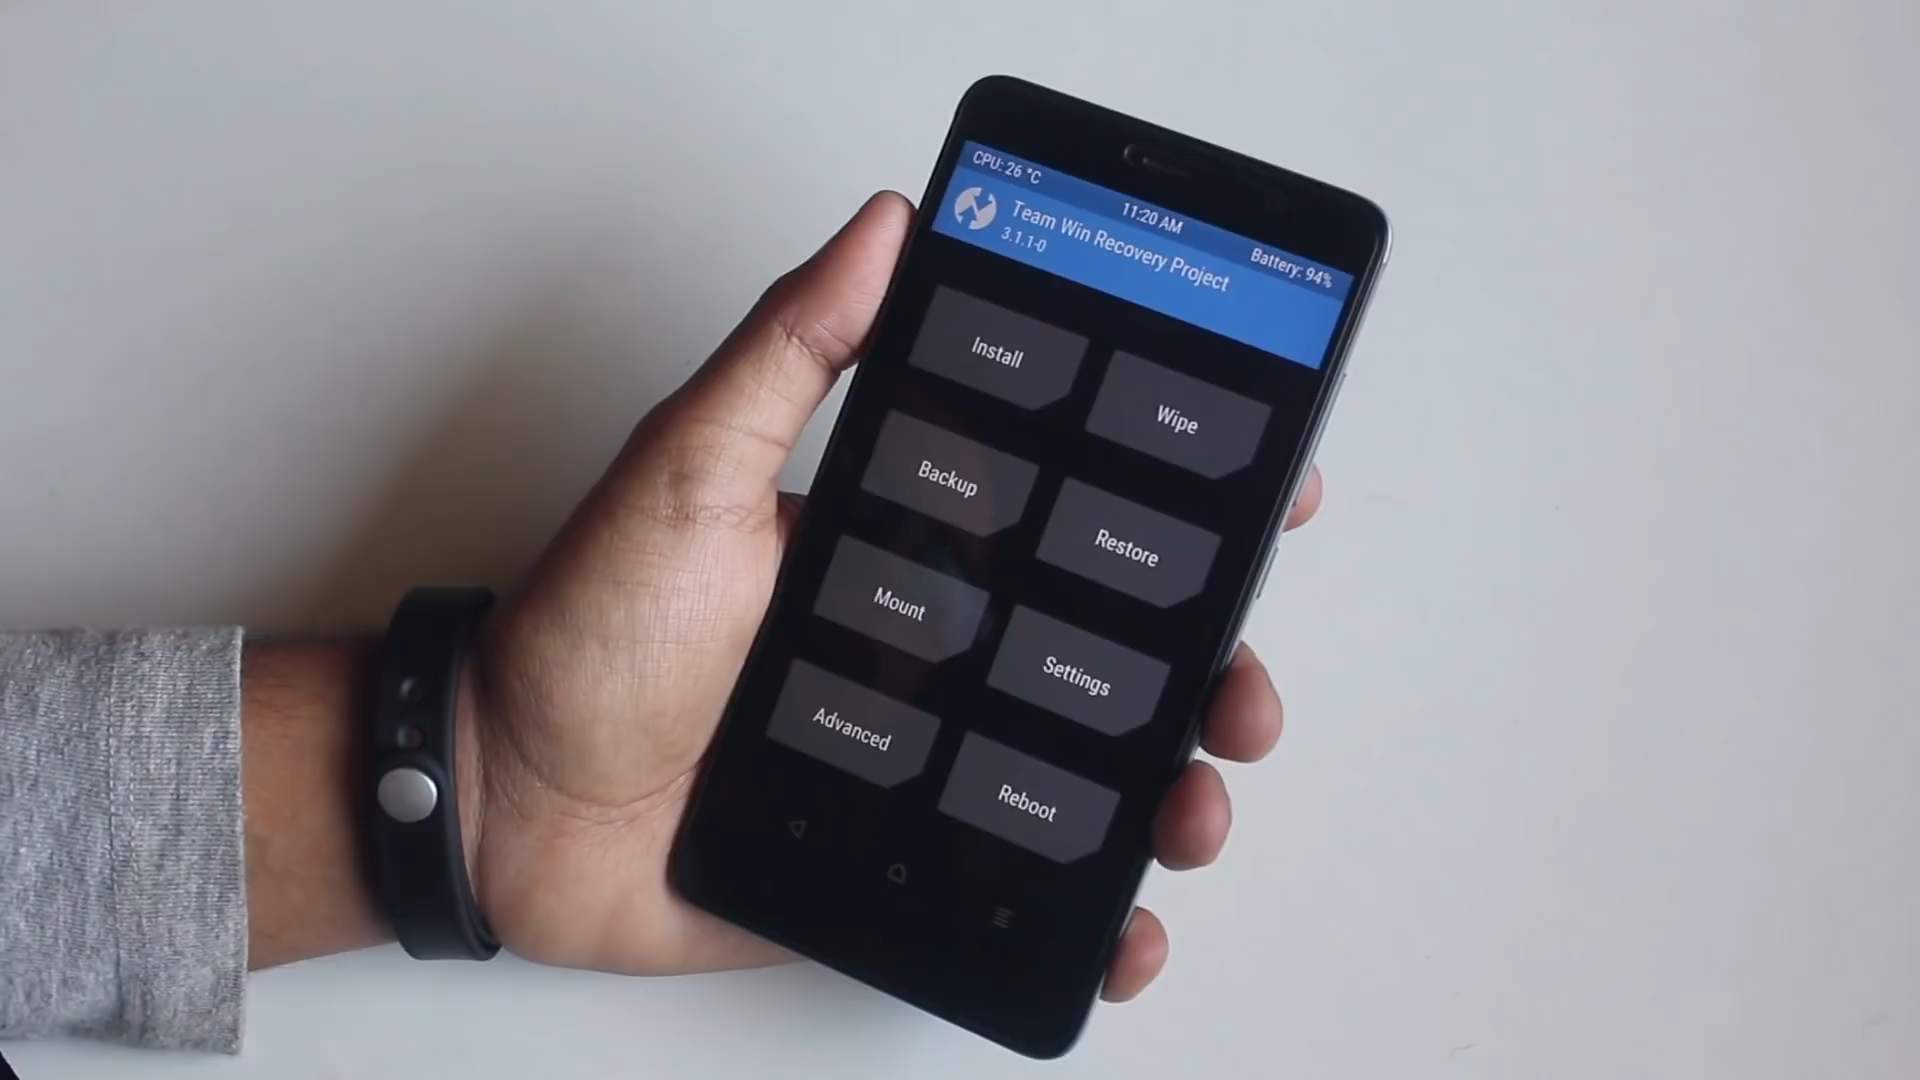 CPU: 26 °C
11:20 AM
Battery: 94%
Team Win Recovery Project
3.1.1-0
Install
Wipe
Backup
Restore
Mount
Settings
Advanced
Reboot